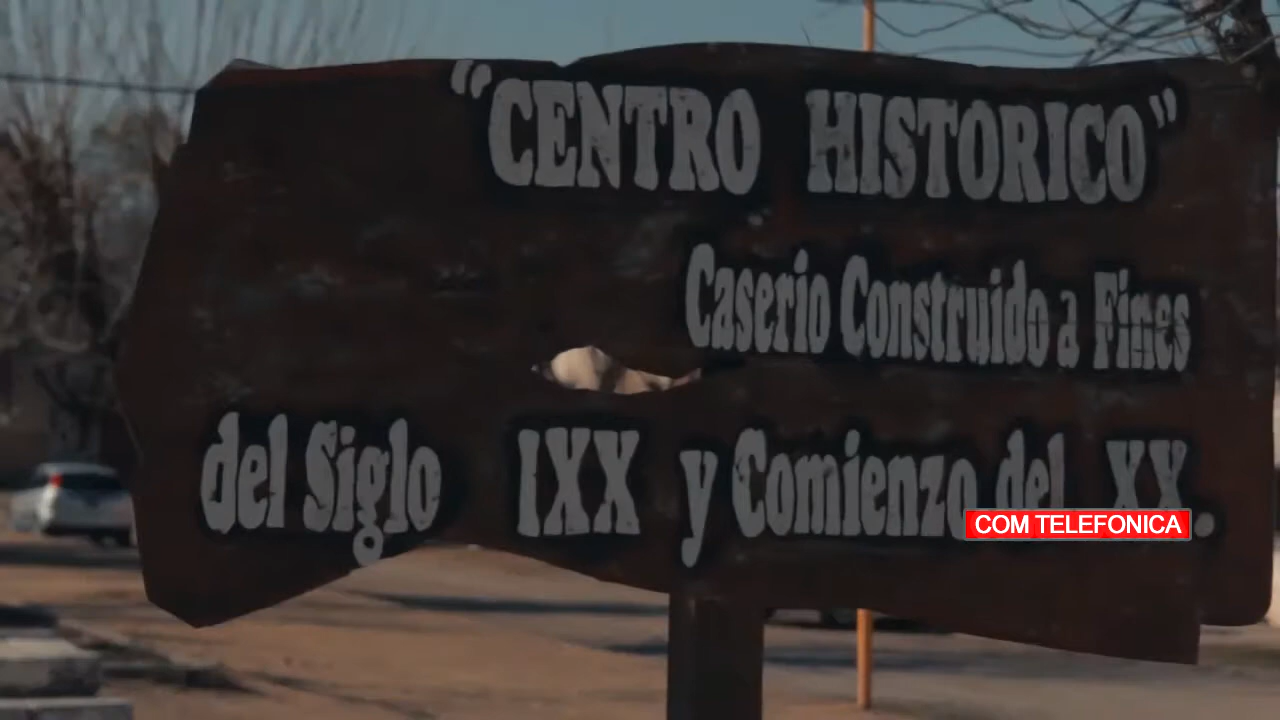 “CENTRO HISTORICO”
Caserio Construido a Fines
del Siglo IXX y Comienzo del XX.
COM TELEFONICA